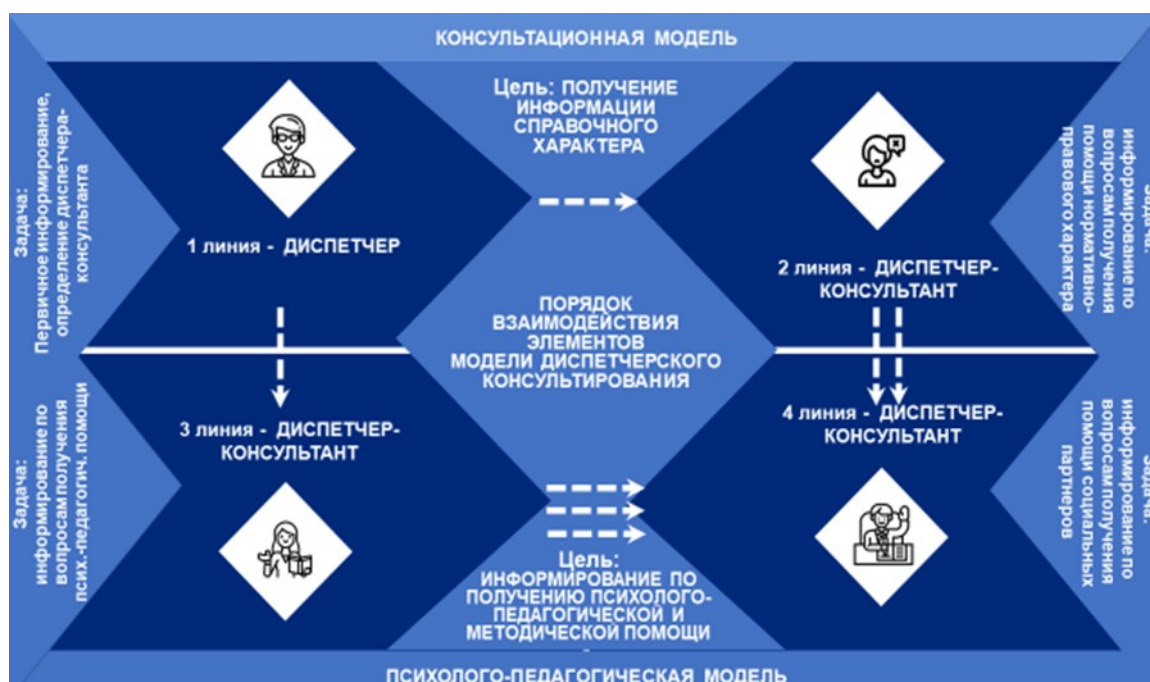 КОНСУЛЬТАЦИОННАЯ МОДЕЛЬ
Задача:
Первичное информирование,
определение диспетчера-
консультанта
1 линия - ДИСПЕТЧЕР
Цель: ПОЛУЧЕНИЕ
ИНФОРМАЦИИ
СПРАВОЧНОГО
ХАРАКТЕРА
2 линия - ДИСПЕТЧЕР-
КОНСУЛЬТАНТ
Задача:
информирование по
вопросам получения
помощи нормативно-
правового характера
ПОРЯДОК
ВЗАИМОДЕЙСТВИЯ
ЭЛЕМЕНТОВ
МОДЕЛИ ДИСПЕТЧЕРСКОГО
КОНСУЛЬТИРОВАНИЯ
Задача:
информирование по
вопросам получения
псих.-педагогич. помощи
3 линия - ДИСПЕТЧЕР-
КОНСУЛЬТАНТ
Цель:
ИНФОРМИРОВАНИЕ ПО
ПОЛУЧЕНИЮ ПСИХОЛОГО-
ПЕДАГОГИЧЕСКОЙ И
МЕТОДИЧЕСКОЙ ПОМОЩИ
4 линия - ДИСПЕТЧЕР-
КОНСУЛЬТАНТ
Задача:
информирование по
вопросам получения
помощи социальных
партнеров
ПСИХОЛОГО-ПЕДАГОГИЧЕСКАЯ МОДЕЛЬ